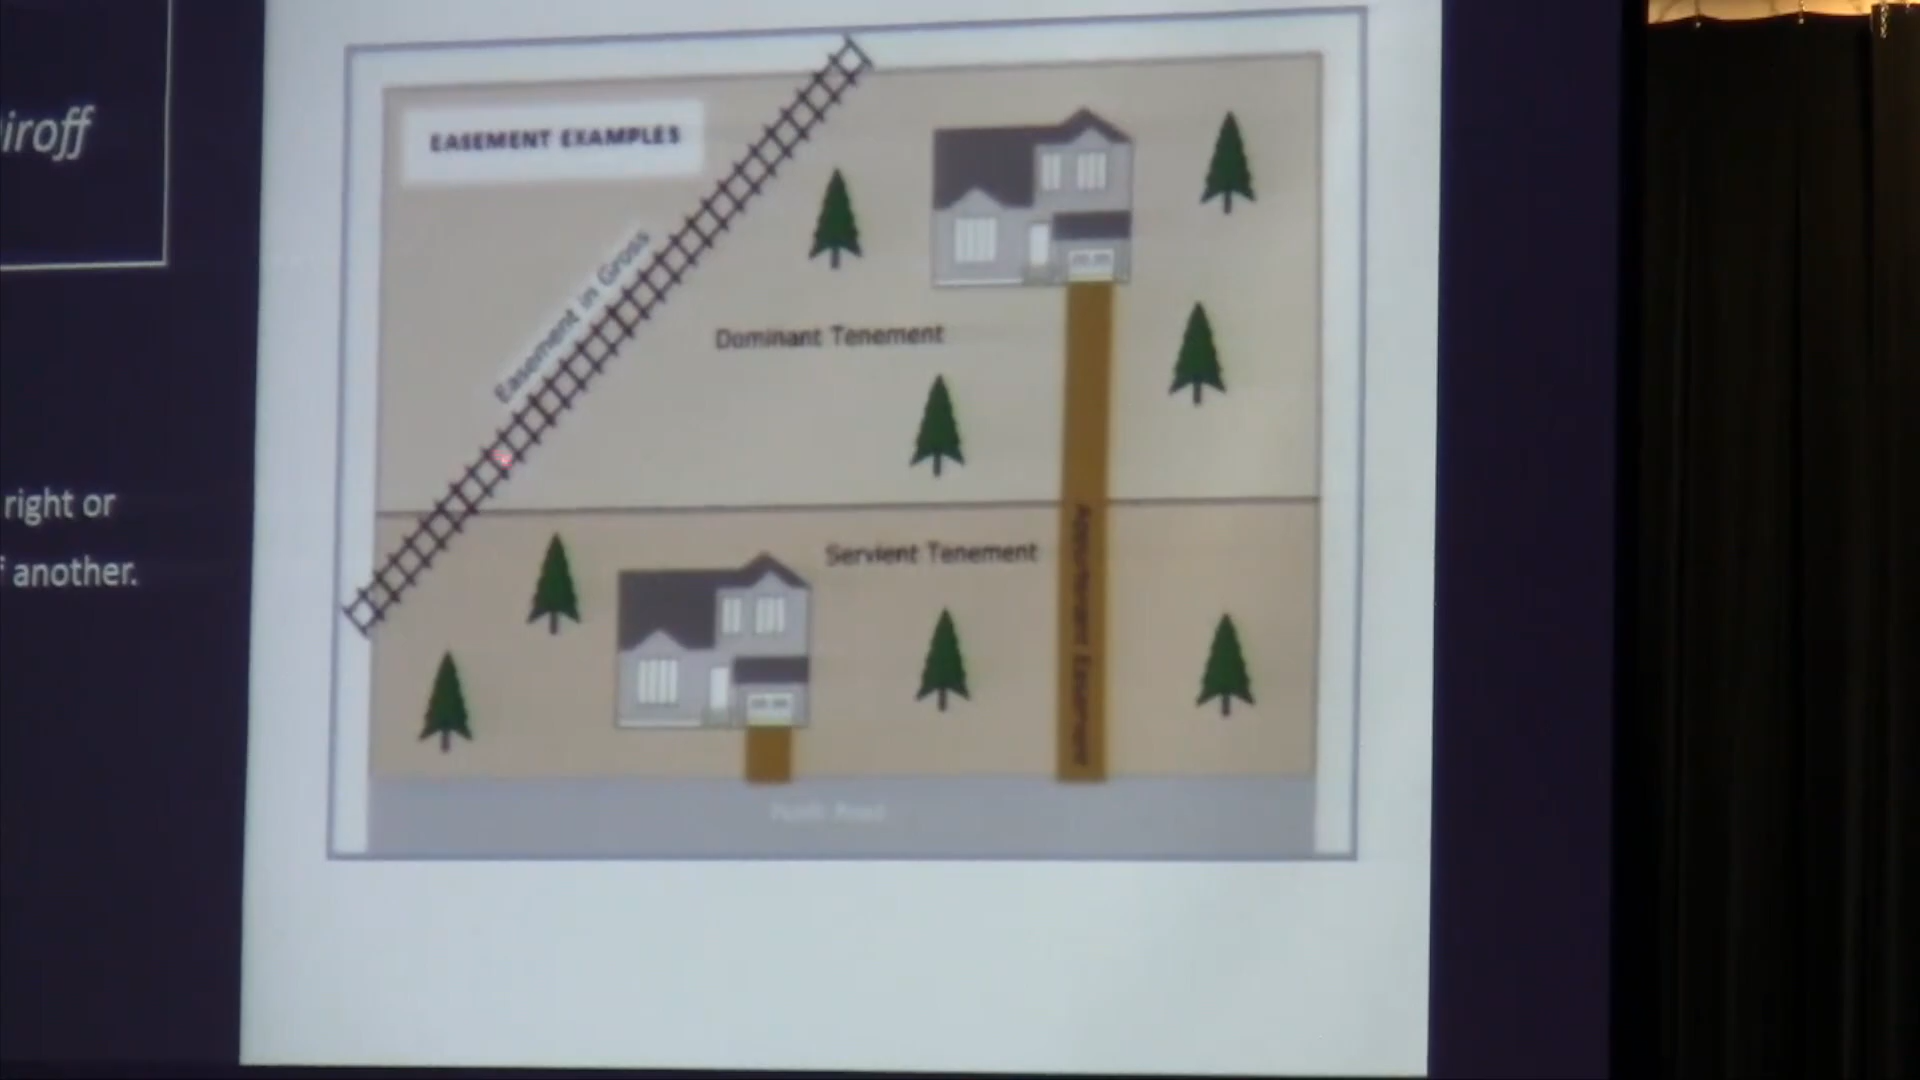 iroff
right or
another.
EASEMENT EXAMPLES
Easement in Gross
Dominant Tenement
Servient Tenement
Appurtenant Easement
Public Road